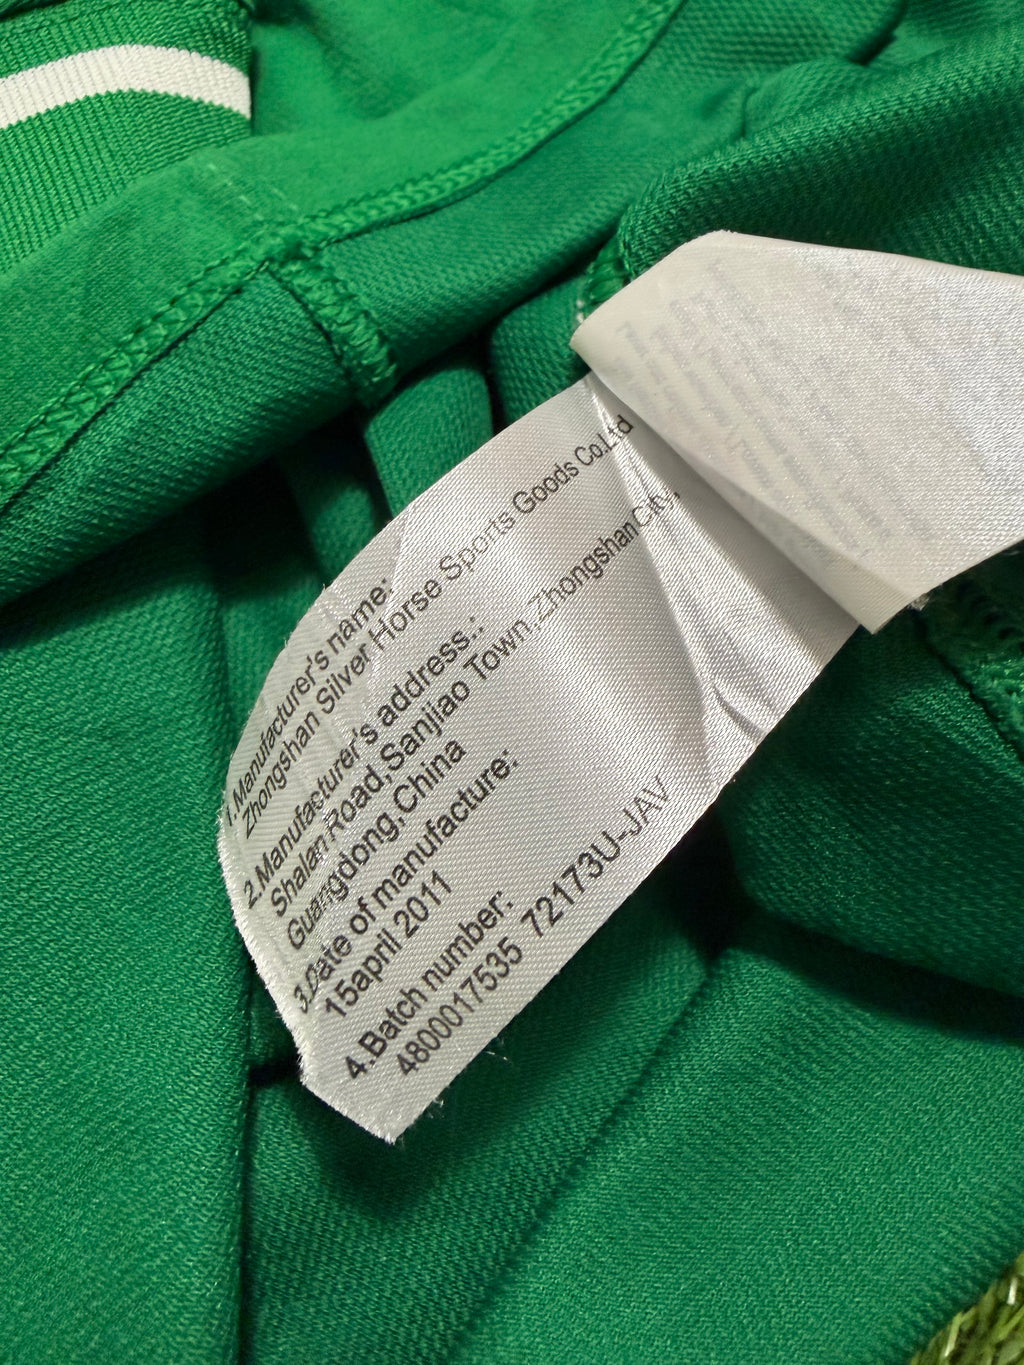 1.Manufacturer's name:
Zhongshan Silver Horse Sports Goods Co.Ltd
2.Manufacturer's address.:
Shalan Road,Sanjiao Town,Zhongshan City,
Guangdong,China
3.Date of manufacture:
15april 2011
4.Batch number:
4800017535 72173U-JAV